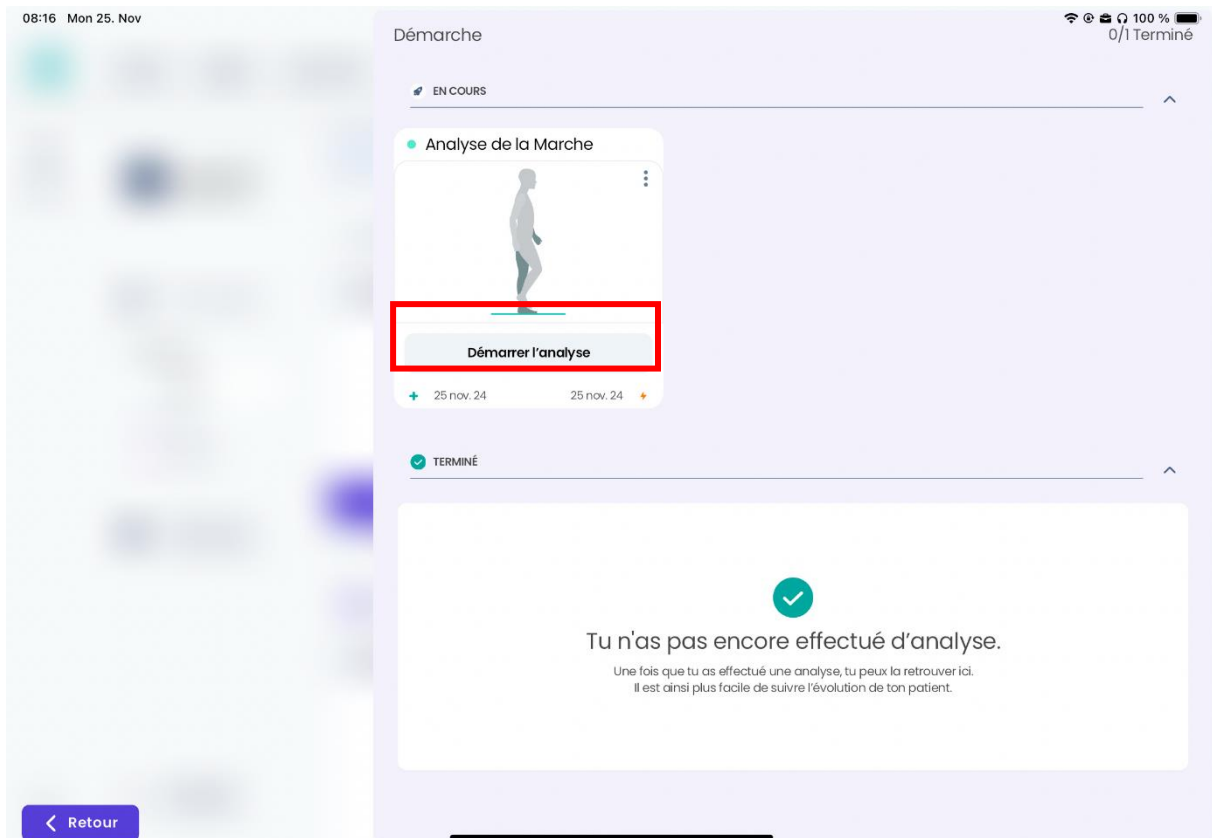 08:16 Mon 25. Nov
100 %
Démarche
0/1 Terminé
EN COURS
Analyse de la Marche
Démarrer l'analyse
25 nov. 24
25 nov. 24
TERMINÉ
Tu n'as pas encore effectué d'analyse.
Une fois que tu as effectué une analyse, tu peux la retrouver ici.
Il est ainsi plus facile de suivre l'évolution de ton patient.
Retour